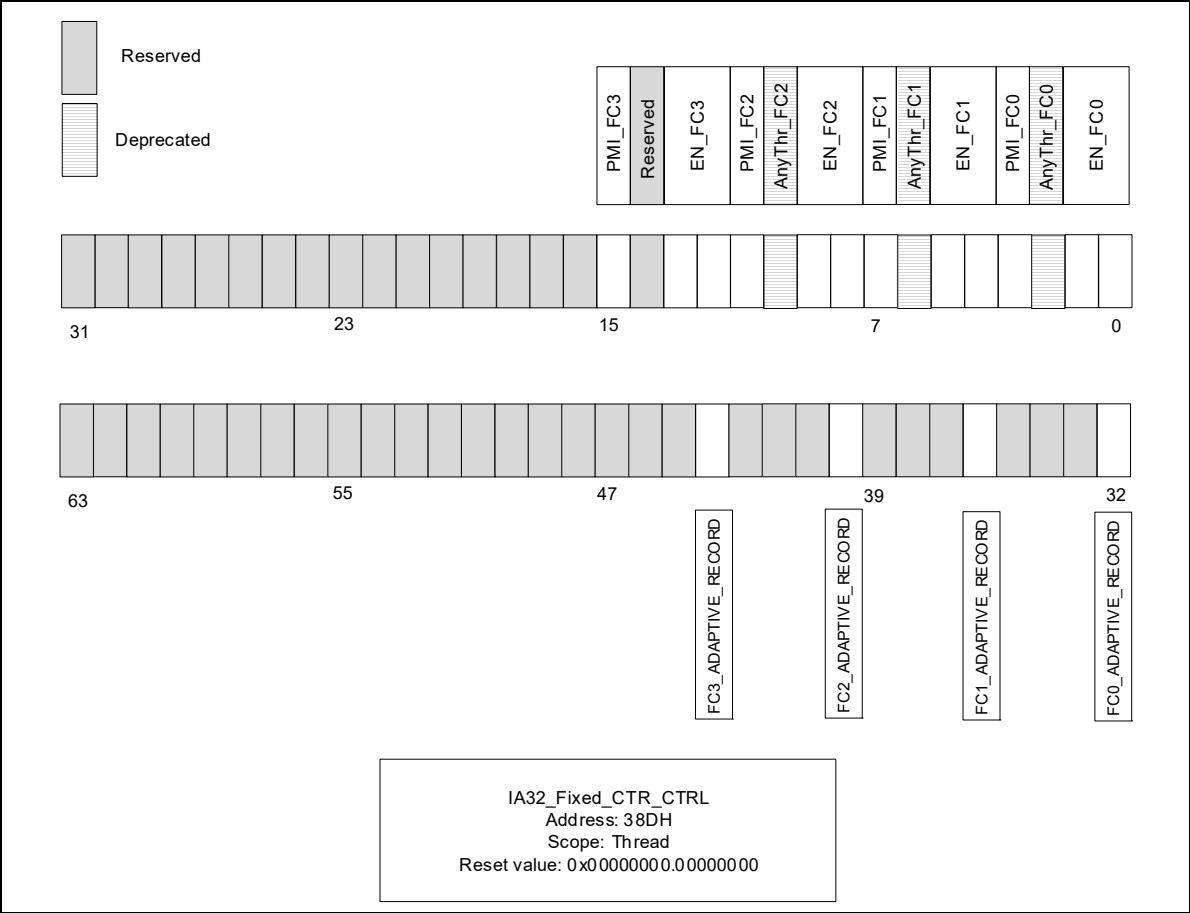 Reserved
Deprecated
PMI_FC3
Reserved
EN_FC3
PMI_FC2
AnyThr_FC2
EN_FC2
PMI_FC1
AnyThr_FC1
EN_FC1
PMI_FC0
AnyThr_FC0
EN_FC0
31 23 15 7 0
63 55 47 39 32
FC3_ADAPTIVE_RECORD
FC2_ADAPTIVE_RECORD
FC1_ADAPTIVE_RECORD
FC0_ADAPTIVE_RECORD
IA32_Fixed_CTR_CTRL
Address: 38DH
Scope: Thread
Reset value: 0x00000000.00000000